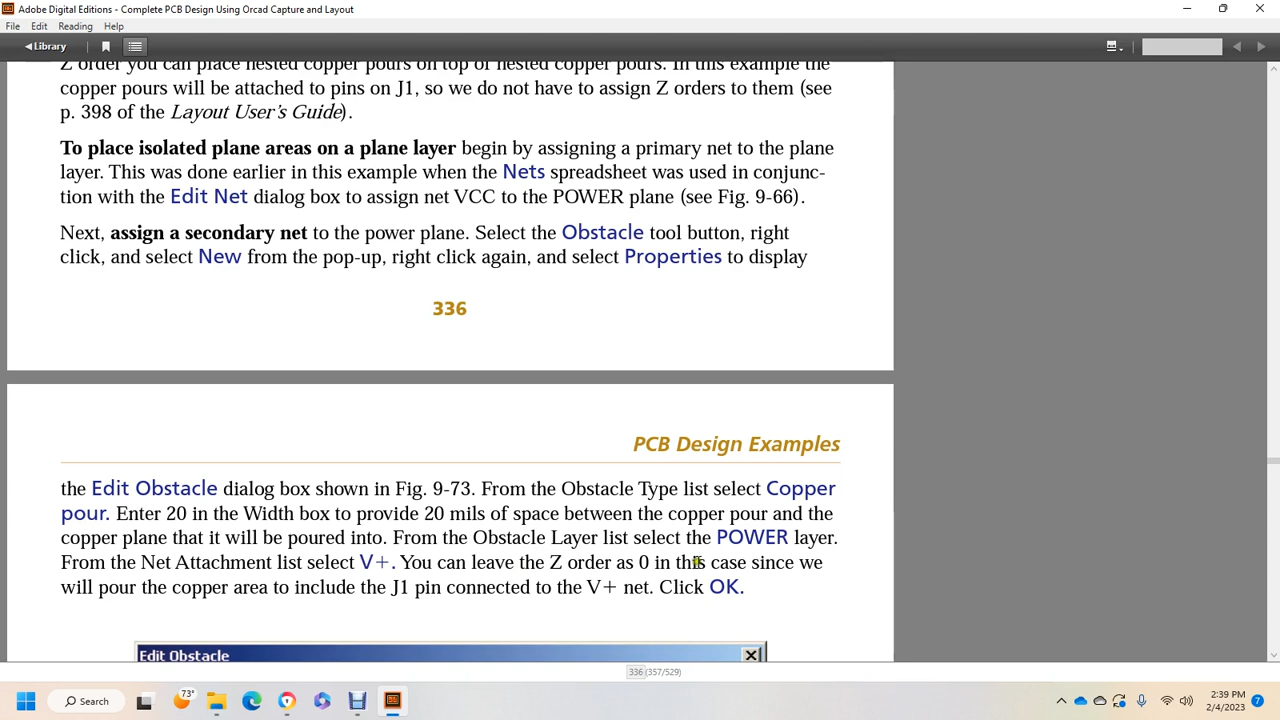 Adobe Digital Editions - Complete PCB Design Using Orcad Capture and Layout
File Edit Reading Help
Library
Z order you can place nested copper pours on top of nested copper pours. In this example the
copper pours will be attached to pins on J1, so we do not have to assign Z orders to them (see
p. 398 of the Layout User's Guide).
To place isolated plane areas on a plane layer begin by assigning a primary net to the plane
layer. This was done earlier in this example when the Nets spreadsheet was used in conjunc-
tion with the Edit Net dialog box to assign net VCC to the POWER plane (see Fig. 9-66).
Next, assign a secondary net to the power plane. Select the Obstacle tool button, right
click, and select New from the pop-up, right click again, and select Properties to display
336
PCB Design Examples
the Edit Obstacle dialog box shown in Fig. 9-73. From the Obstacle Type list select Copper
pour. Enter 20 in the Width box to provide 20 mils of space between the copper pour and the
copper plane that it will be poured into. From the Obstacle Layer list select the POWER layer.
From the Net Attachment list select V+. You can leave the Z order as 0 in this case since we
will pour the copper area to include the J1 pin connected to the V+ net. Click OK.
Edit Obstacle
336 (357/529)
Search
73°
2:39 PM
2/4/2023
7